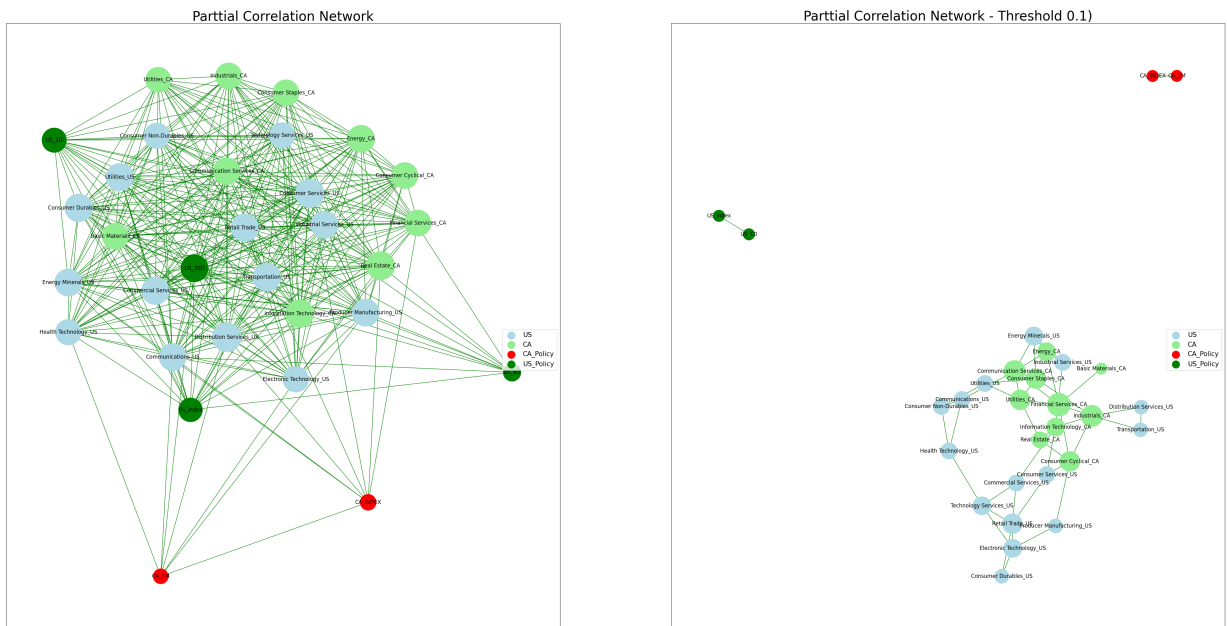 Parttial Correlation Network
Industrials_CA
Utilities_CA
Consumer Staples_CA
Consumer Non-Durables_US
Technology Services_US
Energy_CA
Communication Services_CA
Consumer Cyclical_CA
Utilities_US
Consumer Services_US
Consumer Durables_US
Financial Services_CA
Retail Trade_US
Industrial Services_US
Basic Materials_CA
Real Estate_CA
Transportation_US
Energy Minerals_US
Commercial Services_US
Producer Manufacturing_US
Health Technology_US
Distribution Services_US
Communications_US
Electronic Technology_US
US_Index
CA_INDEX
CA_1M
US
CA
CA_Policy
US_Policy
Parttial Correlation Network - Threshold 0.1)
US_Index
Energy Minerals_US
Energy_CA
Industrial Services_US
Communication Services_CA
Basic Materials_CA
Consumer Staples_CA
Utilities_US
Communications_US
Utilities_CA
Consumer Non-Durables_US
Financial Services_CA
Distribution Services_US
Industrials_CA
Information Technology_CA
Transportation_US
Real Estate_CA
Health Technology_US
Consumer Cyclical_CA
Consumer Services_US
Commercial Services_US
Technology Services_US
Retail Trade_US
Producer Manufacturing_US
Electronic Technology_US
Consumer Durables_US
US
CA
CA_Policy
US_Policy